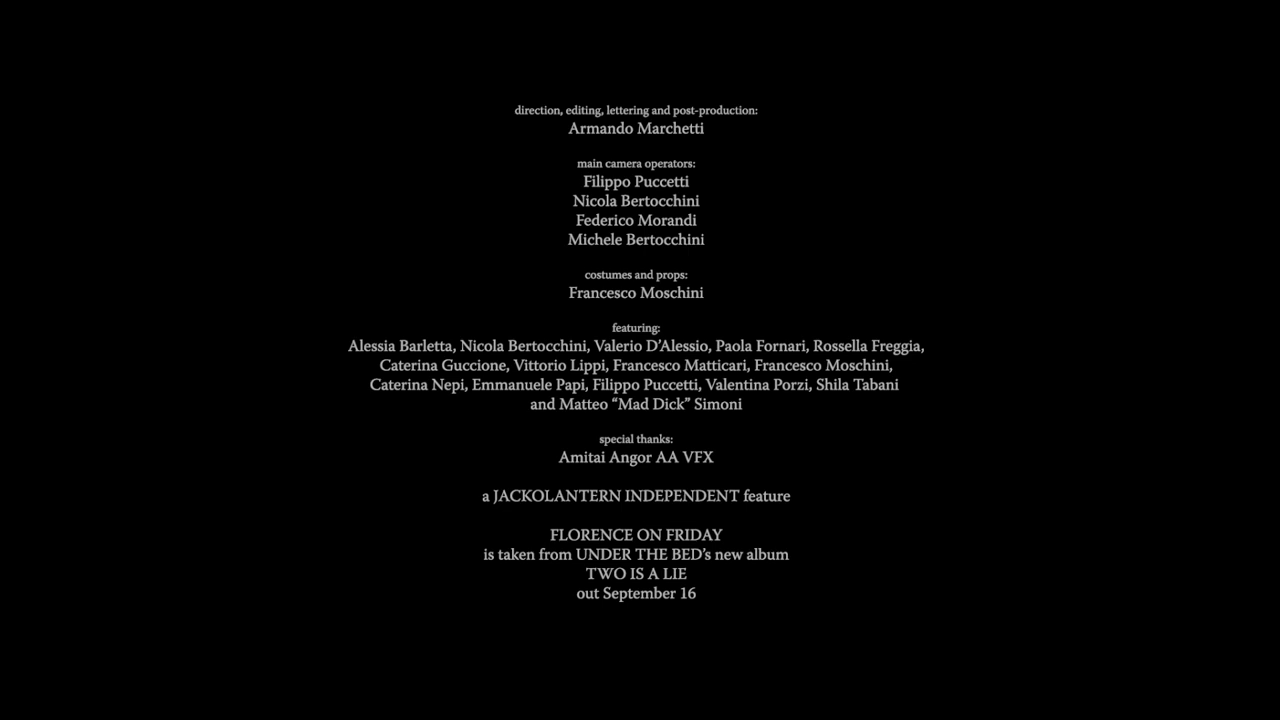 direction, editing, lettering and post-production:
Armando Marchetti
main camera operators:
Filippo Puccetti
Nicola Bertocchini
Federico Morandi
Michele Bertocchini
costumes and props:
Francesco Moschini
featuring:
Alessia Barletta, Nicola Bertocchini, Valerio D’Alessio, Paola Fornari, Rossella Freggia,
Caterina Guccione, Vittorio Lippi, Francesco Matticari, Francesco Moschini,
Caterina Nepi, Emmanuele Papi, Filippo Puccetti, Valentina Porzi, Shila Tabani
and Matteo “Mad Dick” Simoni
special thanks:
Amitai Angor AA VFX
a JACKOLANTERN INDEPENDENT feature
FLORENCE ON FRIDAY
is taken from UNDER THE BED’s new album
TWO IS A LIE
out September 16